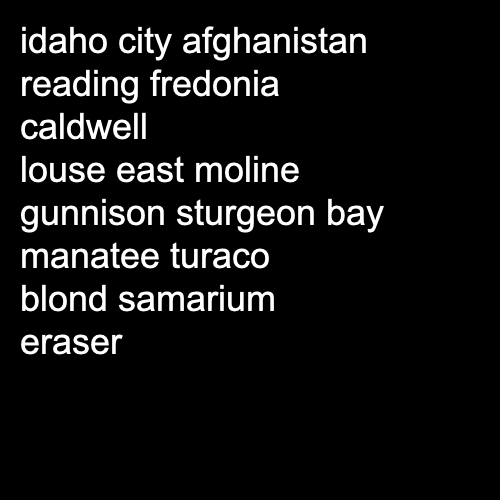 idaho city afghanistan
reading fredonia
caldwell
louse east moline
gunnison sturgeon bay
manatee turaco
blond samarium
eraser